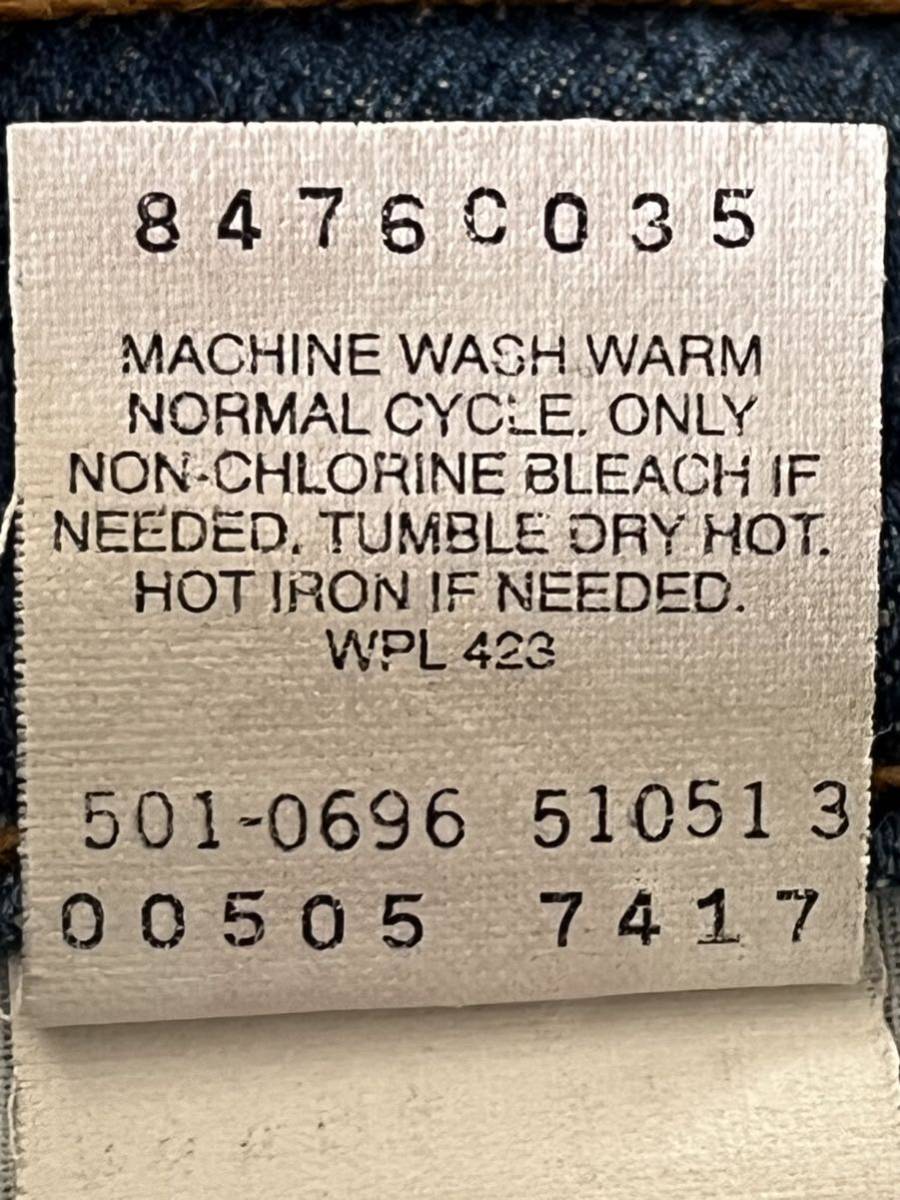 8476C035
MACHINE WASH WARM
NORMAL CYCLE. ONLY
NON-CHLORINE BLEACH IF
NEEDED. TUMBLE DRY HOT.
HOT IRON IF NEEDED.
WPL 423
501-0696 51051 3
00505 7417